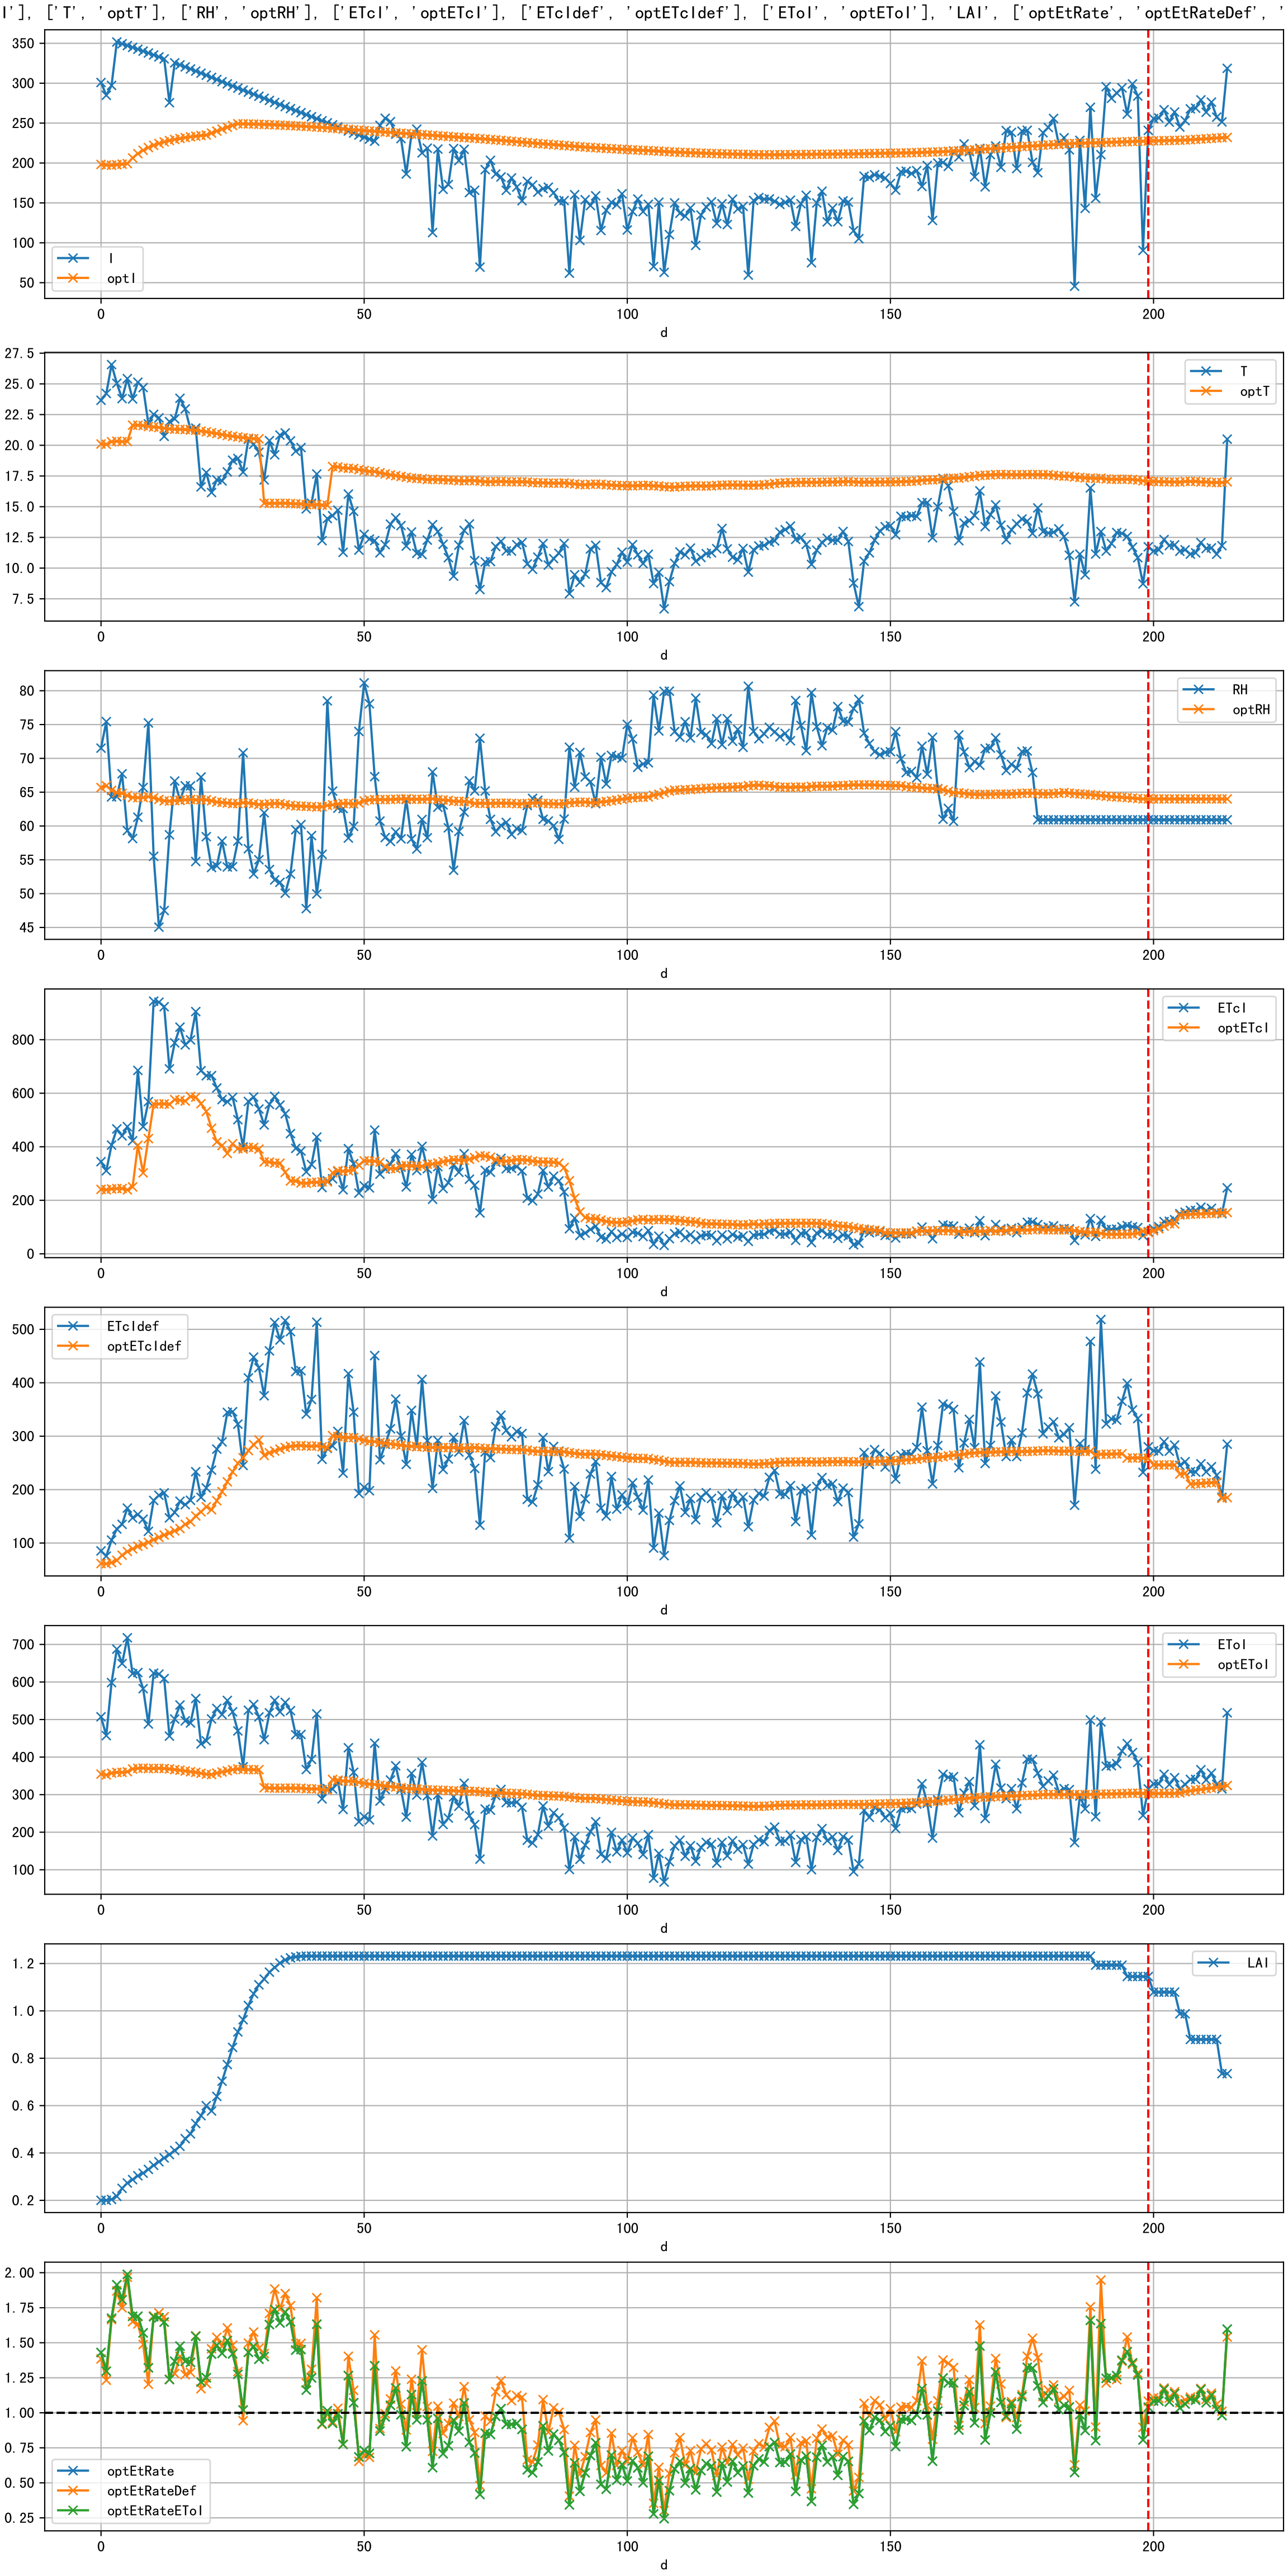 I'], ['T', 'optT'], ['RH', 'optRH'], ['ETcI', 'optETcI'], ['ETcIdef', 'optETcIdef'], ['EToI', 'optEToI'], 'LAI', ['optEtRate', 'optEtRateDef', '
350
300
250
200
150
100
50
I
optI
0 50 100 150 200
d
27.5
25.0
22.5
20.0
17.5
15.0
12.5
10.0
7.5
T
optT
0 50 100 150 200
d
80
75
70
65
60
55
50
45
RH
optRH
0 50 100 150 200
d
800
600
400
200
0
ETcI
optETcI
0 50 100 150 200
d
500
400
300
200
100
ETcIdef
optETcIdef
0 50 100 150 200
d
700
600
500
400
300
200
100
EToI
optEToI
0 50 100 150 200
d
1.2
1.0
0.8
0.6
0.4
0.2
LAI
0 50 100 150 200
d
2.00
1.75
1.50
1.25
1.00
0.75
0.50
0.25
optEtRate
optEtRateDef
optEtRateEToI
0 50 100 150 200
d